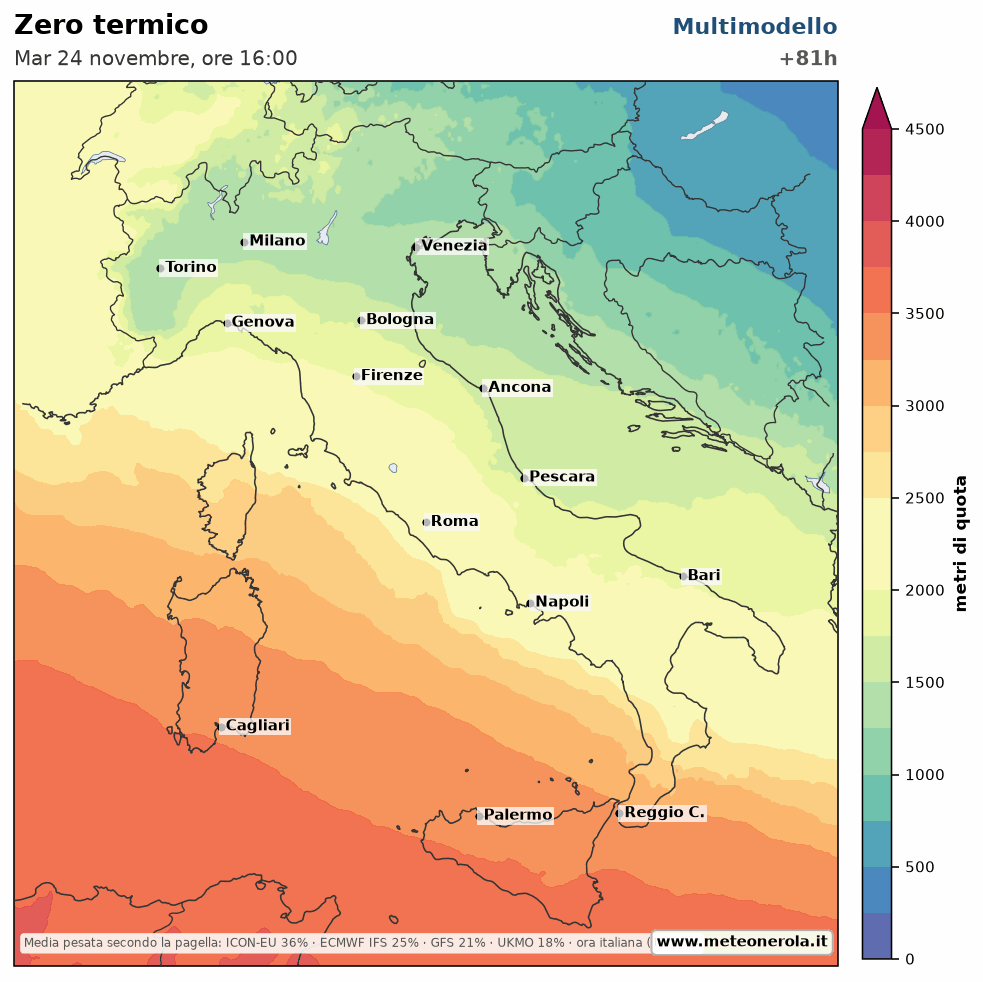 Zero termico
Multimodello
Mar 24 novembre, ore 16:00
+81h
Milano
Venezia
Torino
Genova
Bologna
Firenze
Ancona
Pescara
Roma
Bari
Napoli
Cagliari
Palermo
Reggio C.
4500
4000
3500
3000
2500
2000
1500
1000
500
0
metri di quota
Media pesata secondo la pagella: ICON-EU 36% · ECMWF IFS 25% · GFS 21% · UKMO 18% · ora italiana (
www.meteonerola.it